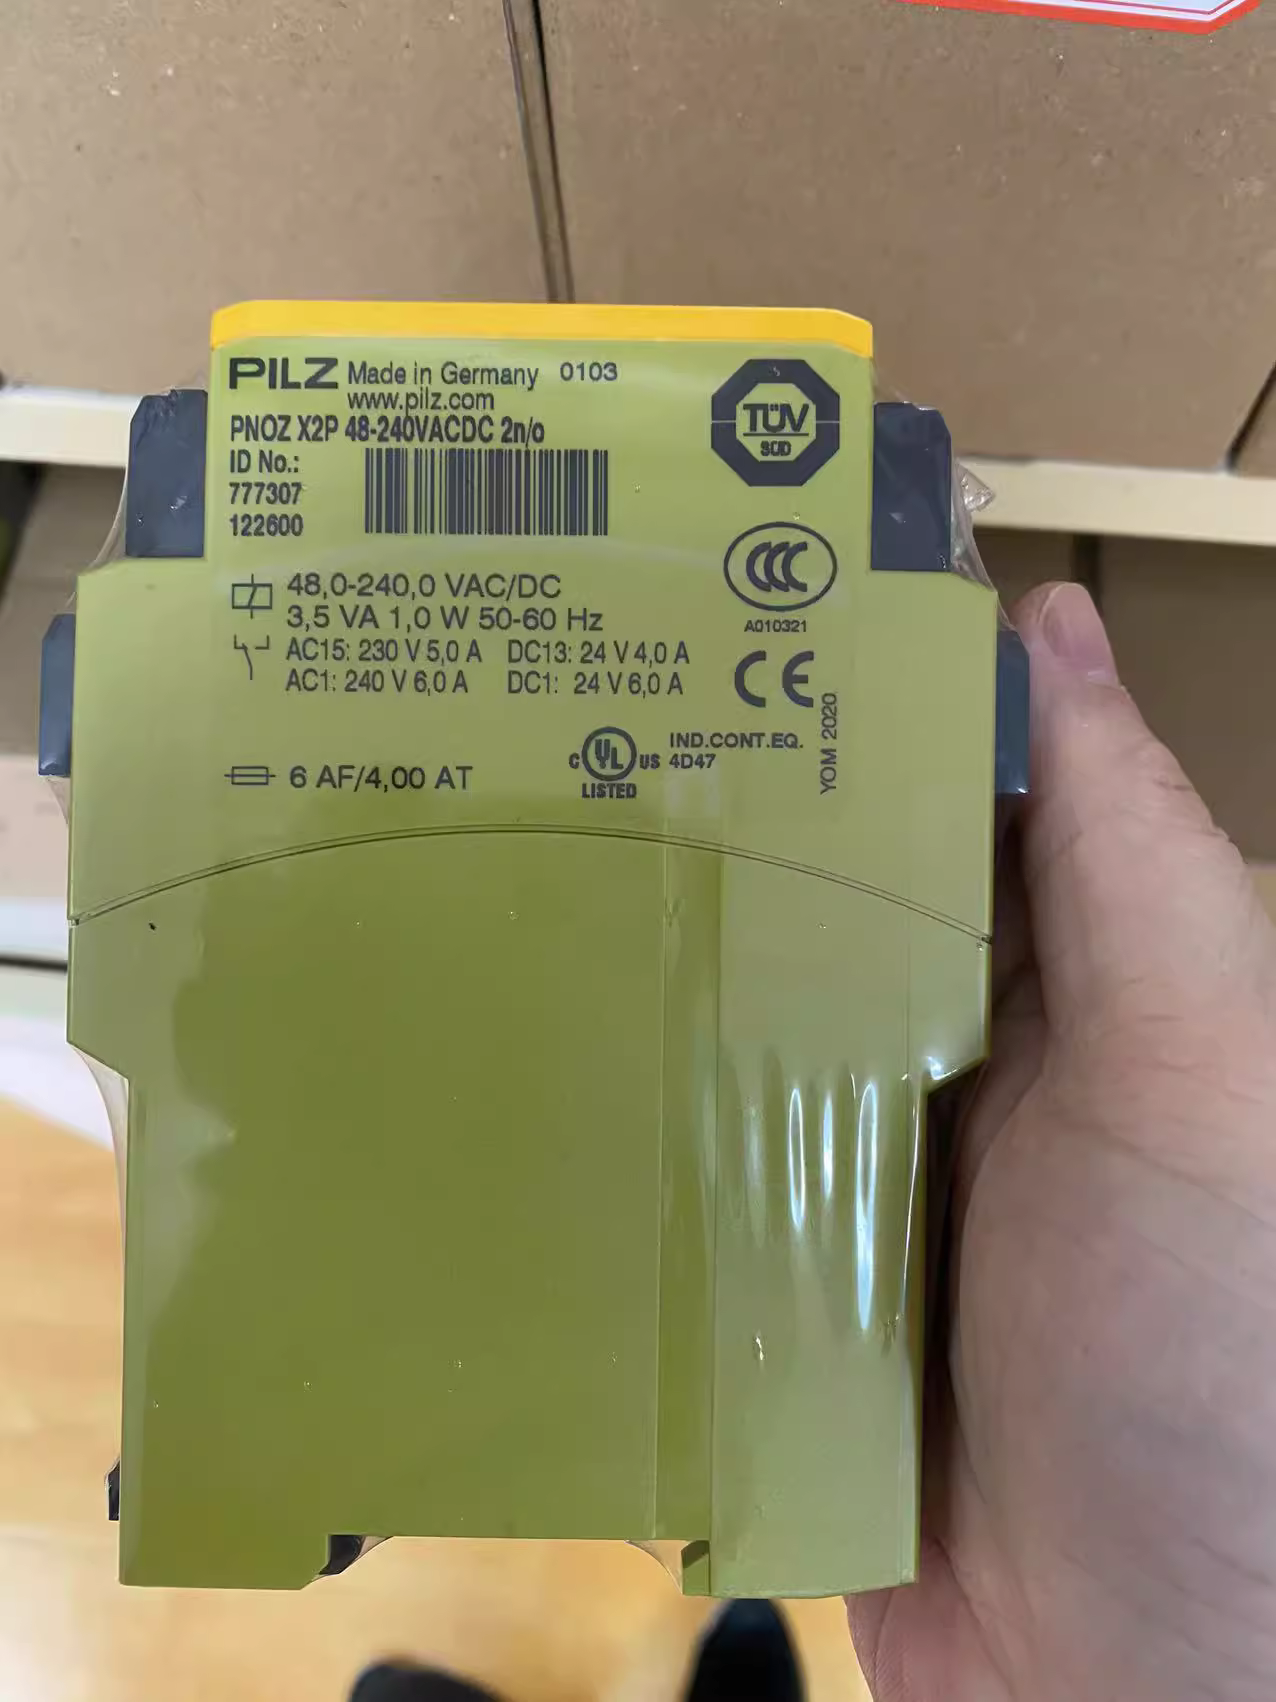 PILZ Made in Germany 0103
www.pilz.com
PNOZ X2P 48-240VACDC 2n/o
ID No.:
777307
122600
TÜV
SÜD
CCC
A010321
48,0-240,0 VAC/DC
3,5 VA 1,0 W 50-60 Hz
AC15: 230 V 5,0 A DC13: 24 V 4,0 A
AC1: 240 V 6,0 A DC1: 24 V 6,0 A
CE
YOM 2020
6 AF/4,00 AT
C UL US IND.CONT.EQ.
LISTED 4D47